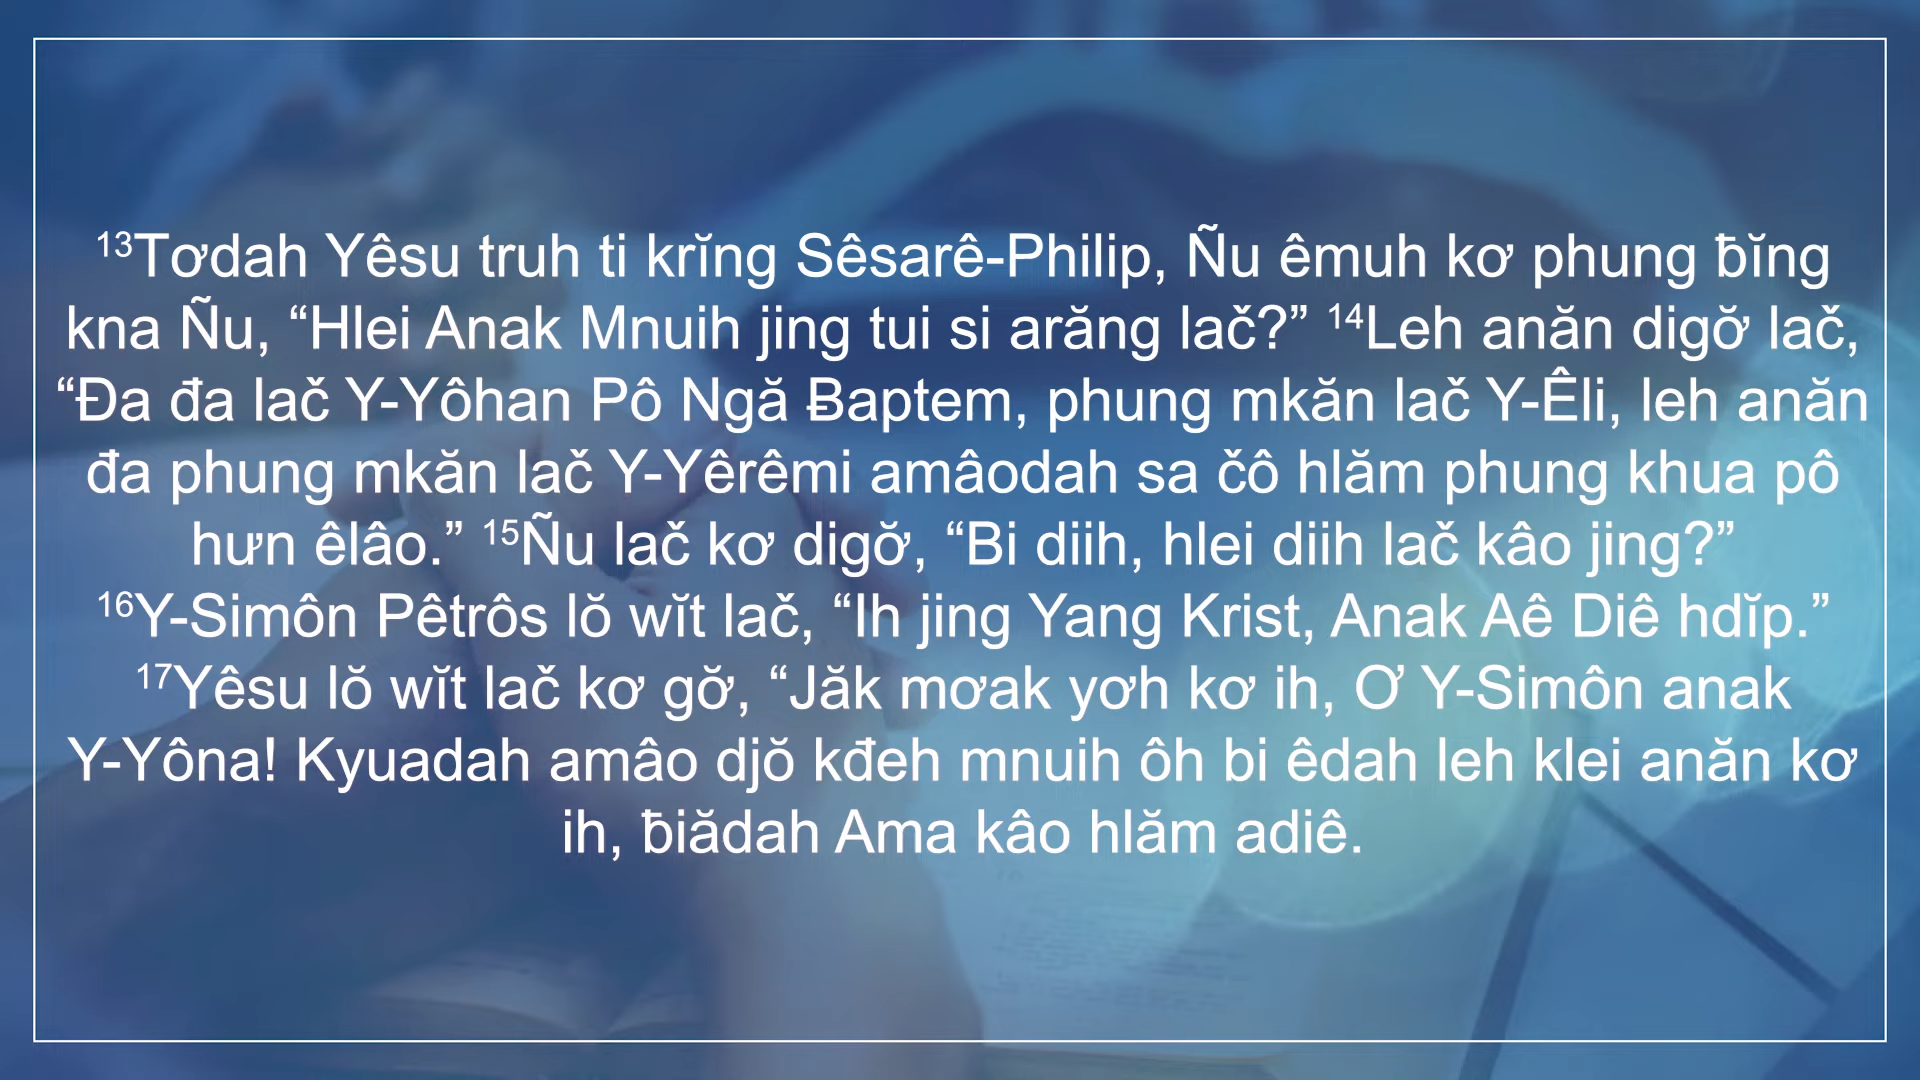 ¹³Tơdah Yêsu truh ti krĭng Sêsarê-Philip, Ñu êmuh kơ phung ƀĭng
kna Ñu, “Hlei Anak Mnuih jing tui si arăng lač?” ¹⁴Leh anăn digơ̆ lač,
“Đa đa lač Y-Yôhan Pô Ngă Ƀaptem, phung mkăn lač Y-Êli, leh anăn
đa phung mkăn lač Y-Yêrêmi amâodah sa čô hlăm phung khua pô
hưn êlâo.” ¹⁵Ñu lač kơ digơ̆, “Bi diih, hlei diih lač kâo jing?”
¹⁶Y-Simôn Pêtrôs lŏ wĭt lač, “Ih jing Yang Krist, Anak Aê Diê hdĭp.”
¹⁷Yêsu lŏ wĭt lač kơ gơ̆, “Jăk mơak yơh kơ ih, Ơ Y-Simôn anak
Y-Yôna! Kyuadah amâo djŏ kđeh mnuih ôh bi êdah leh klei anăn kơ
ih, ƀiădah Ama kâo hlăm adiê.